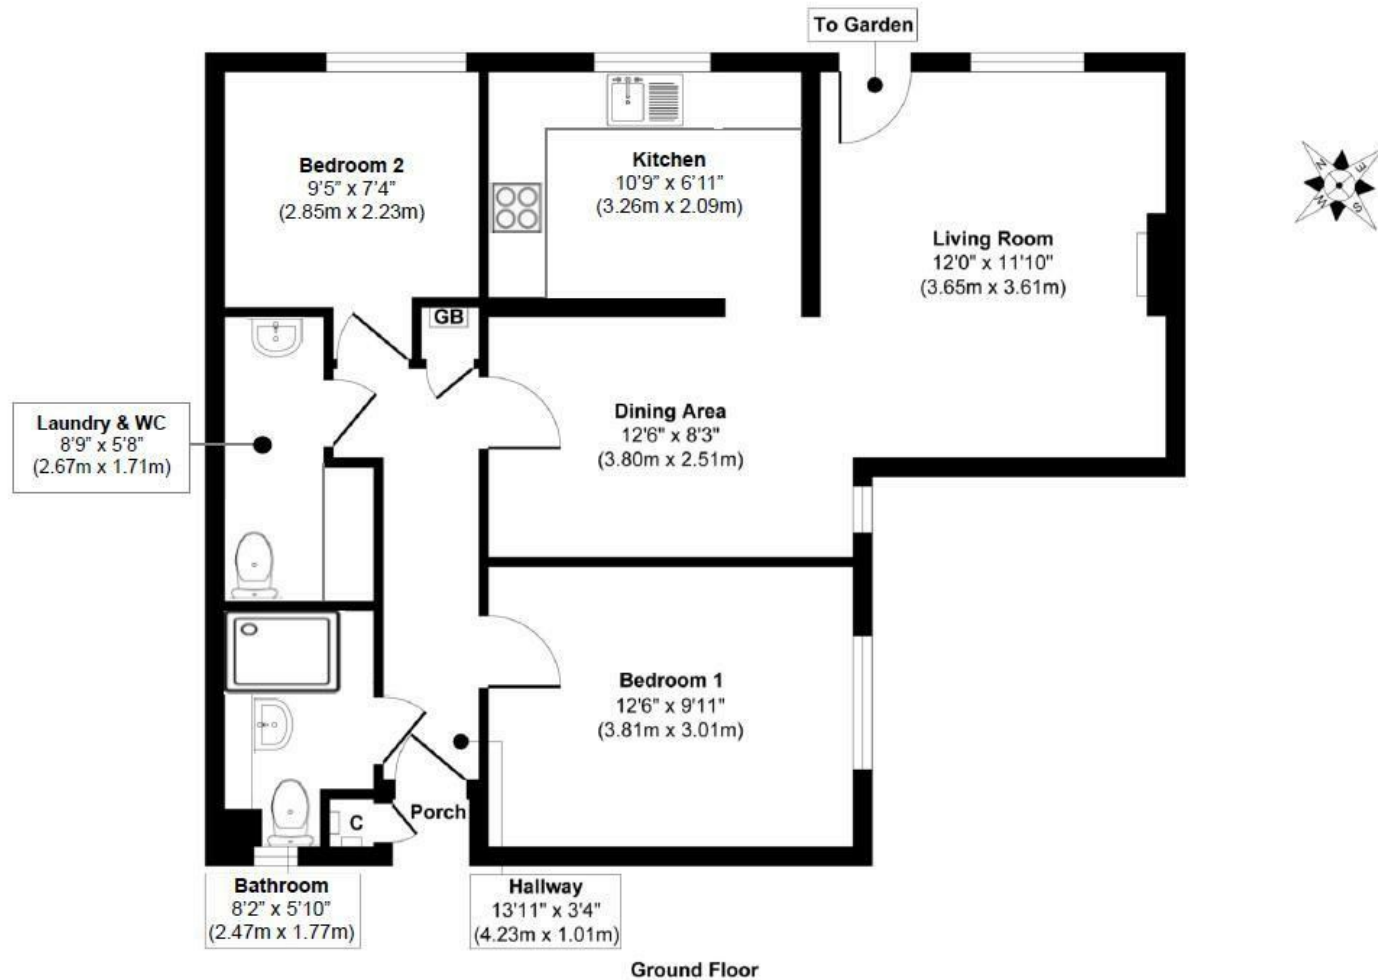 To Garden
Bedroom 2
9'5" x 7'4"
(2.85m x 2.23m)
Kitchen
10'9" x 6'11"
(3.26m x 2.09m)
N
E
W
S
Living Room
12'0" x 11'10"
(3.65m x 3.61m)
GB
Laundry & WC
8'9" x 5'8"
(2.67m x 1.71m)
Dining Area
12'6" x 8'3"
(3.80m x 2.51m)
Bedroom 1
12'6" x 9'11"
(3.81m x 3.01m)
C
Porch
Bathroom
8'2" x 5'10"
(2.47m x 1.77m)
Hallway
13'11" x 3'4"
(4.23m x 1.01m)
Ground Floor